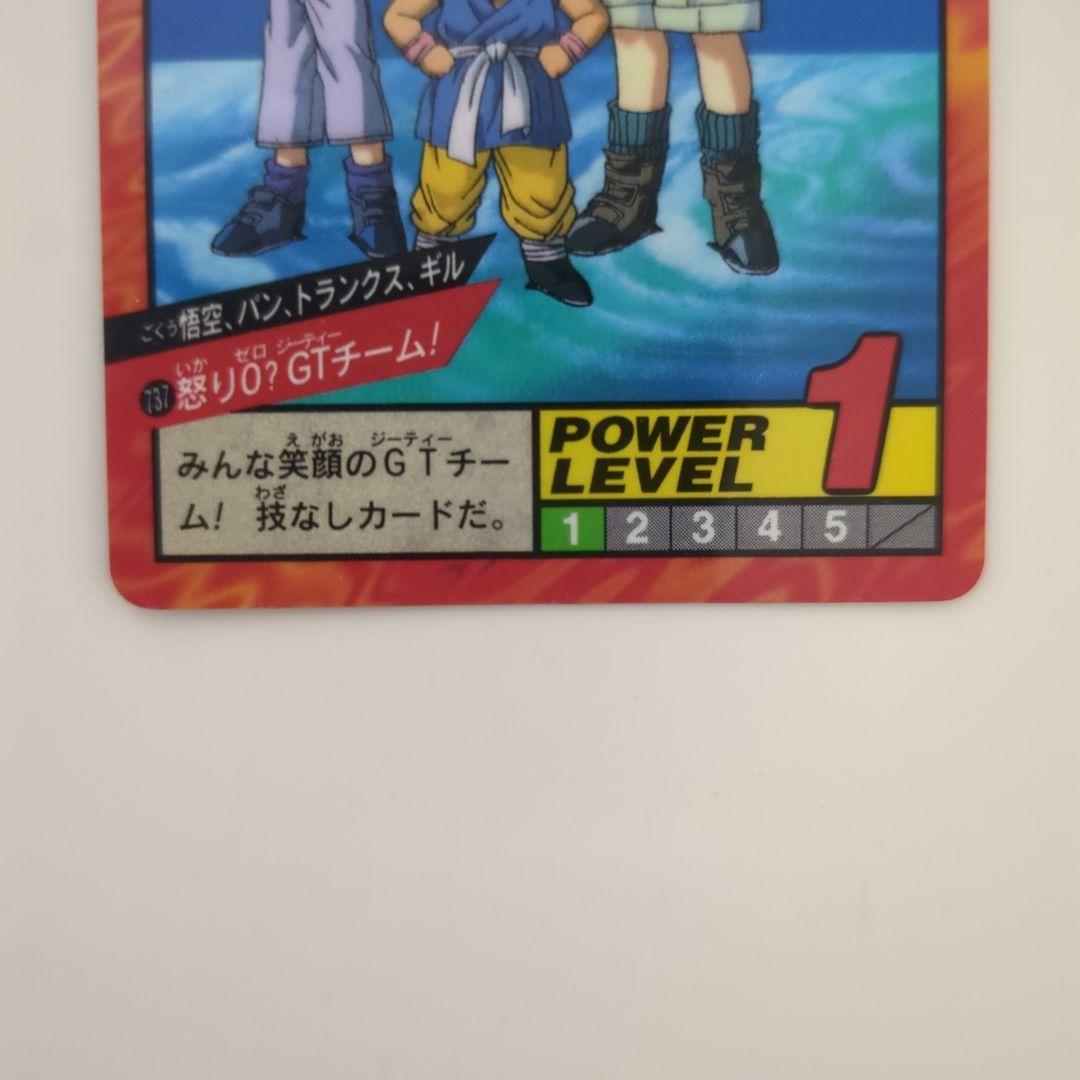 悟空、パン、トランクス、ギル
ごくう
737 怒り0? GTチーム!
いか ゼロ ジーティー
みんな笑顔のGTチー
えがお ジーティー
ム! 技なしカードだ。
わざ
POWER
LEVEL
1
1 2 3 4 5